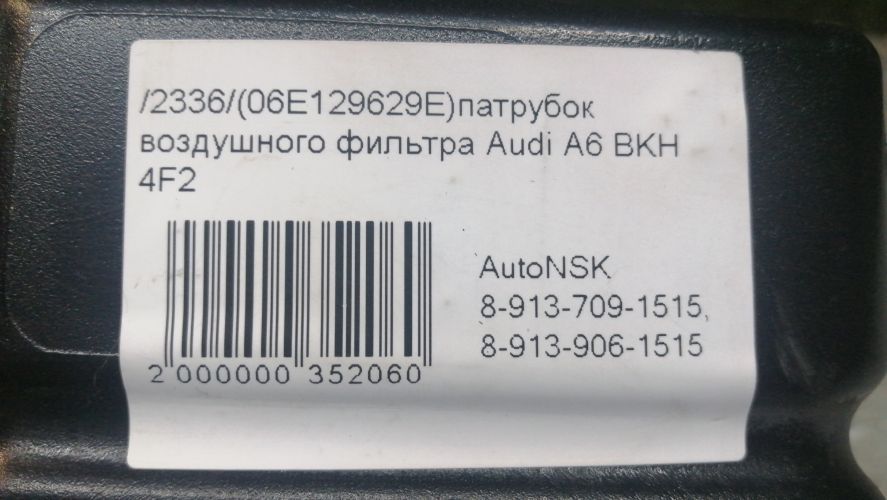 /2336/(06E129629E)патрубок
воздушного фильтра Audi A6 BKH
4F2
AutoNSK
8-913-709-1515,
8-913-906-1515
2 000000 352060